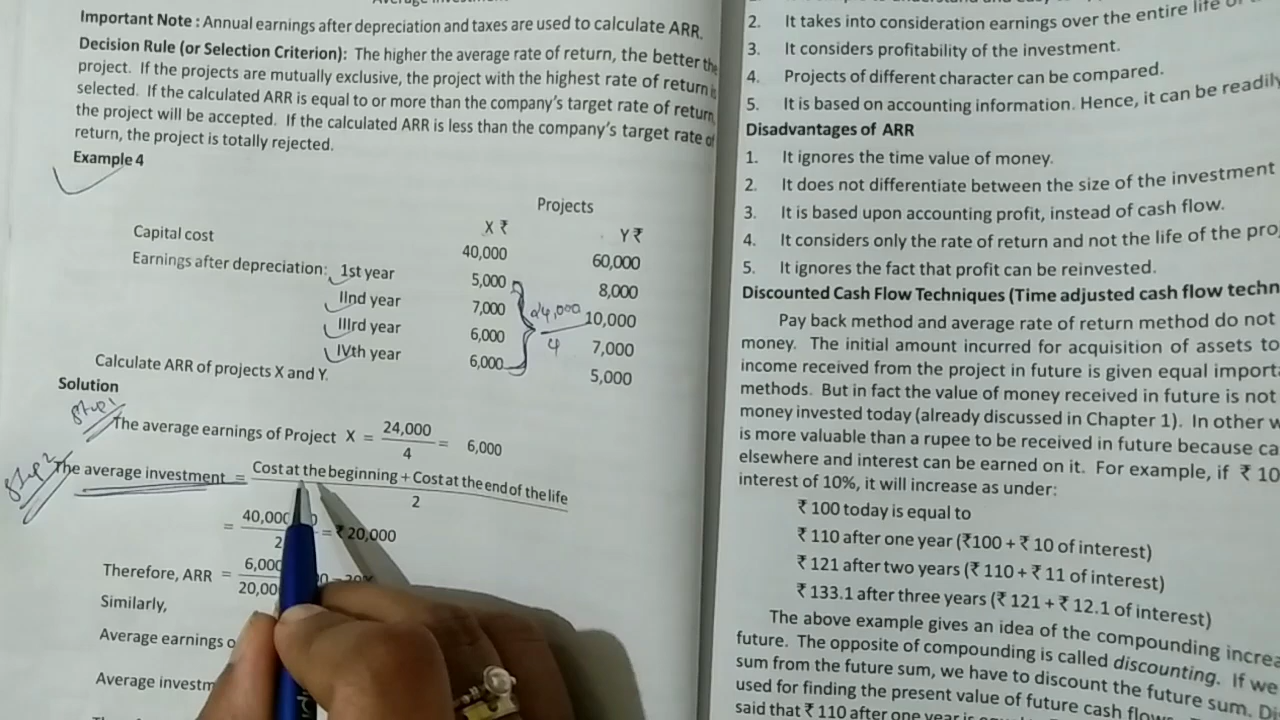 Important Note : Annual earnings after depreciation and taxes are used to calculate ARR.
Decision Rule (or Selection Criterion): The higher the average rate of return, the better the
project. If the projects are mutually exclusive, the project with the highest rate of return is
selected. If the calculated ARR is equal to or more than the company's target rate of return,
the project will be accepted. If the calculated ARR is less than the company's target rate of
return, the project is totally rejected.
Example 4
Projects
X ₹ Y ₹
Capital cost 40,000 60,000
Earnings after depreciation: 1st year 5,000 8,000
IInd year 7,000 10,000
IIIrd year 6,000 7,000
IVth year 6,000 5,000
24,000
4
Calculate ARR of projects X and Y.
Solution
Step 1
The average earnings of Project X = 24,000 / 4 = 6,000
Step 2
The average investment = Cost at the beginning + Cost at the end of the life / 2
= 40,000 / 2 = ₹ 20,000
Therefore, ARR = 6,000 / 20,00
Similarly,
Average earnings
Average
2. It takes into consideration earnings over the entire life
3. It considers profitability of the investment.
4. Projects of different character can be compared.
5. It is based on accounting information. Hence, it can be readily
Disadvantages of ARR
1. It ignores the time value of money.
2. It does not differentiate between the size of the investment
3. It is based upon accounting profit, instead of cash flow.
4. It considers only the rate of return and not the life of the pro
5. It ignores the fact that profit can be reinvested.
Discounted Cash Flow Techniques (Time adjusted cash flow techn
Pay back method and average rate of return method do not
money. The initial amount incurred for acquisition of assets to
income received from the project in future is given equal import
methods. But in fact the value of money received in future is not
money invested today (already discussed in Chapter 1). In other w
is more valuable than a rupee to be received in future because ca
elsewhere and interest can be earned on it. For example, if ₹ 10
interest of 10%, it will increase as under:
₹ 100 today is equal to
₹ 110 after one year (₹100 + ₹ 10 of interest)
₹ 121 after two years (₹ 110 + ₹ 11 of interest)
₹ 133.1 after three years (₹ 121 + ₹ 12.1 of interest)
The above example gives an idea of the compounding increa
future. The opposite of compounding is called discounting. If we
sum from the future sum, we have to discount the future sum. Di
used for finding the present value of future cash flows
said that ₹ 110 after one year is